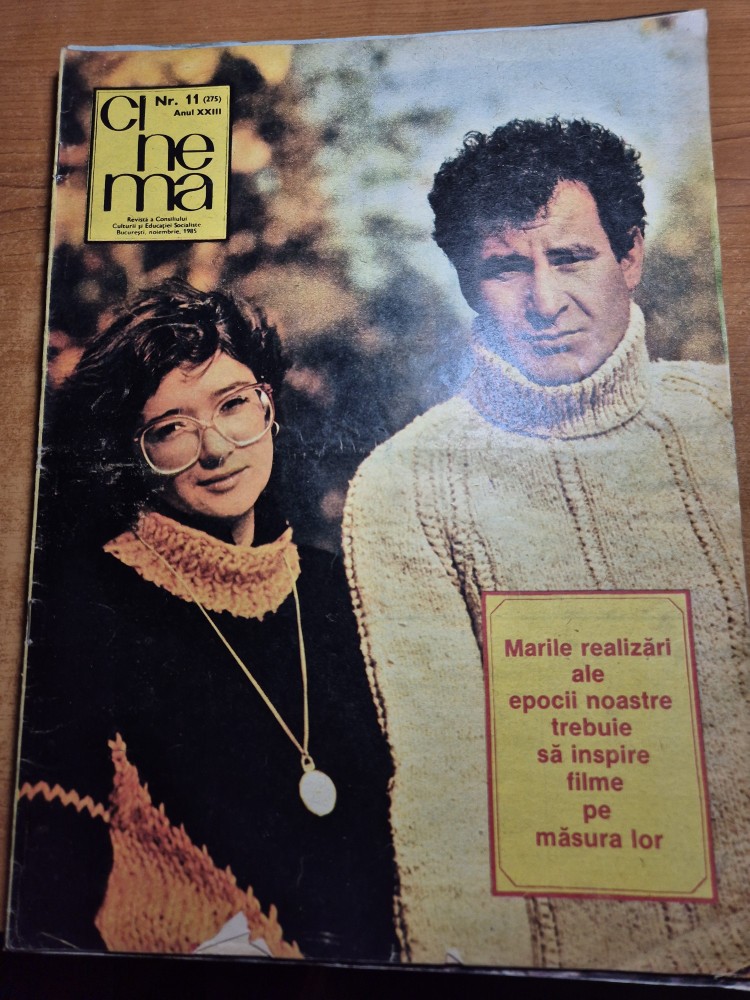 CI
ne
ma
Nr. 11 (275)
Anul XXIII
Revistă a Consiliului
Culturii și Educației Socialiste
București, noiembrie, 1985
Marile realizări
ale
epocii noastre
trebuie
să inspire
filme
pe
măsura lor